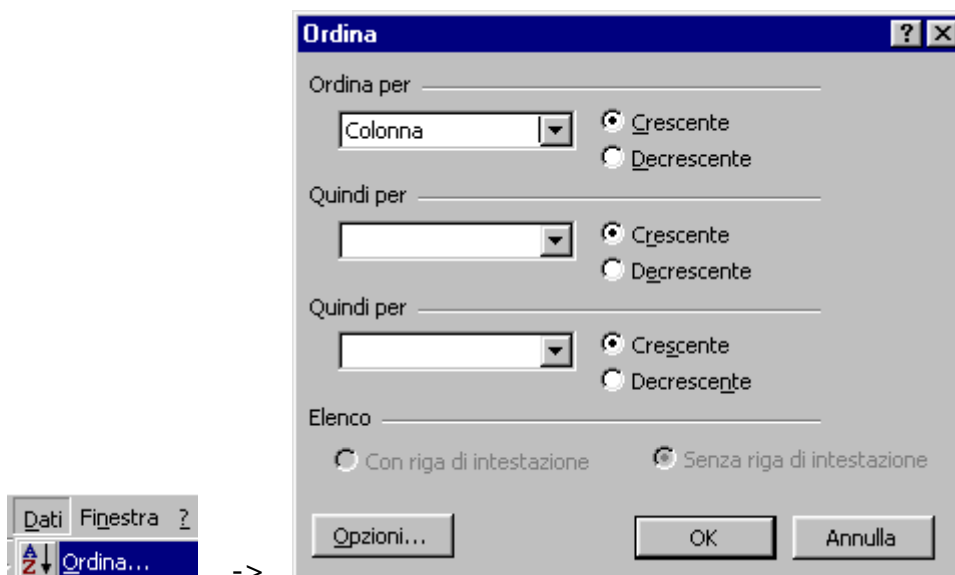 Ordina
Ordina per
Colonna
Crescente
Decrescente
Quindi per
Crescente
Decrescente
Quindi per
Crescente
Decrescente
Elenco
Con riga di intestazione Senza riga di intestazione
Opzioni... OK Annulla
Dati Finestra ?
Ordina... ->